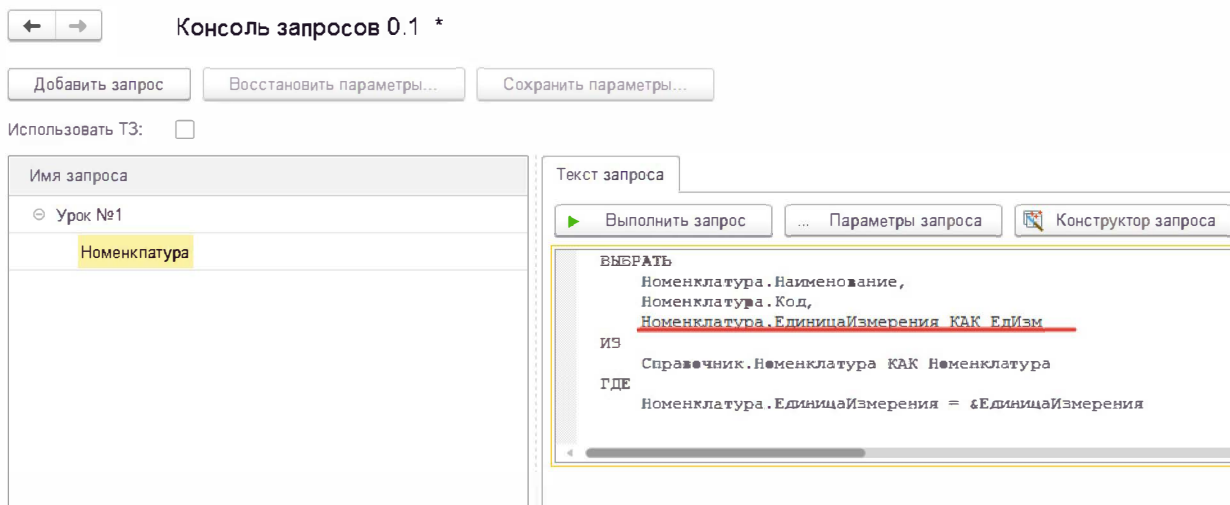 Консоль запросов 0.1 *
Добавить запрос Восстановить параметры... Сохранить параметры...
Использовать ТЗ:
Имя запроса
Урок №1
Номенклатура
Текст запроса
Выполнить запрос ... Параметры запроса Конструктор запроса
ВЫБРАТЬ
Номенклатура.Наименование,
Номенклатура.Код,
Номенклатура.ЕдиницаИзмерения КАК ЕдИзм
ИЗ
Справочник.Номенклатура КАК Номенклатура
ГДЕ
Номенклатура.ЕдиницаИзмерения = &ЕдиницаИзмерения